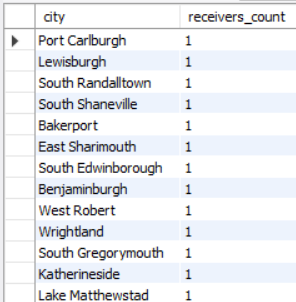 city receivers_count
Port Carlburgh 1
Lewisburgh 1
South Randalltown 1
South Shaneville 1
Bakerport 1
East Sharimouth 1
South Edwinborough 1
Benjaminburgh 1
West Robert 1
Wrightland 1
South Gregorymouth 1
Katherineside 1
Lake Matthewstad 1